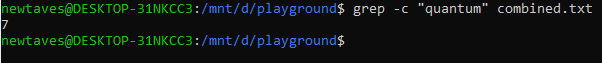 newtaves@DESKTOP-31NKCC3:/mnt/d/playground$ grep -c "quantum" combined.txt
7
newtaves@DESKTOP-31NKCC3:/mnt/d/playground$